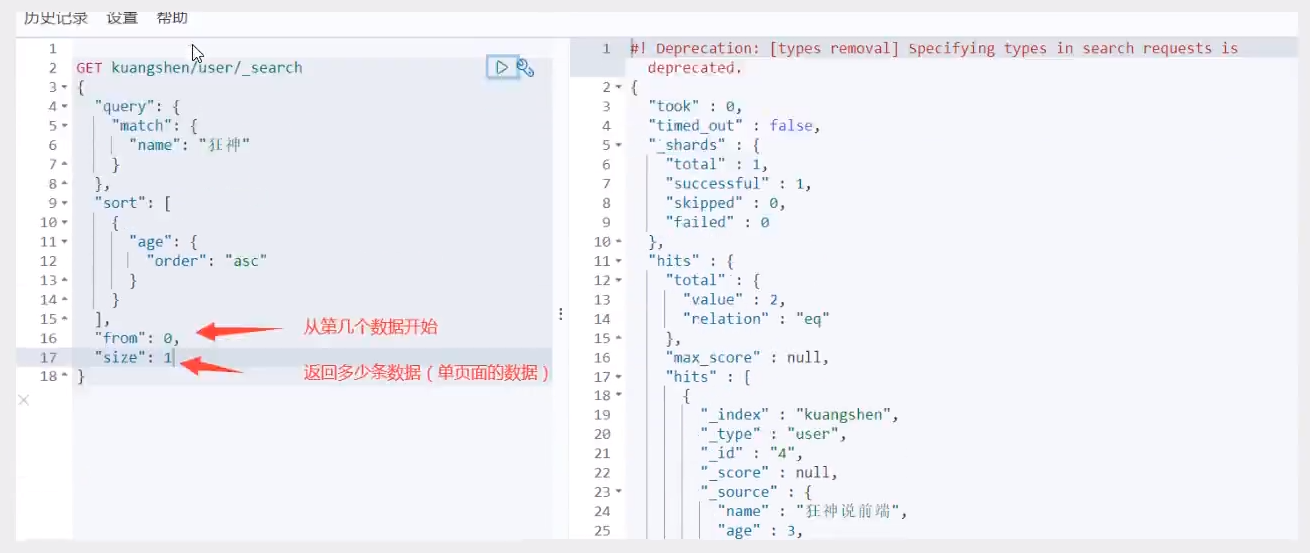 历史记录 设置 帮助
1
2 GET kuangshen/user/_search
3 {
4 "query": {
5 "match": {
6 "name": "狂神"
7 }
8 },
9 "sort": [
10 {
11 "age": {
12 "order": "asc"
13 }
14 }
15 ],
16 "from": 0,
17 "size": 1
18 }
从第几个数据开始
返回多少条数据（单页面的数据）
1 #! Deprecation: [types removal] Specifying types in search requests is
deprecated.
2 {
3 "took" : 0,
4 "timed_out" : false,
5 "_shards" : {
6 "total" : 1,
7 "successful" : 1,
8 "skipped" : 0,
9 "failed" : 0
10 },
11 "hits" : {
12 "total" : {
13 "value" : 2,
14 "relation" : "eq"
15 },
16 "max_score" : null,
17 "hits" : [
18 {
19 "_index" : "kuangshen",
20 "_type" : "user",
21 "_id" : "4",
22 "_score" : null,
23 "_source" : {
24 "name" : "狂神说前端",
25 "age" : 3,